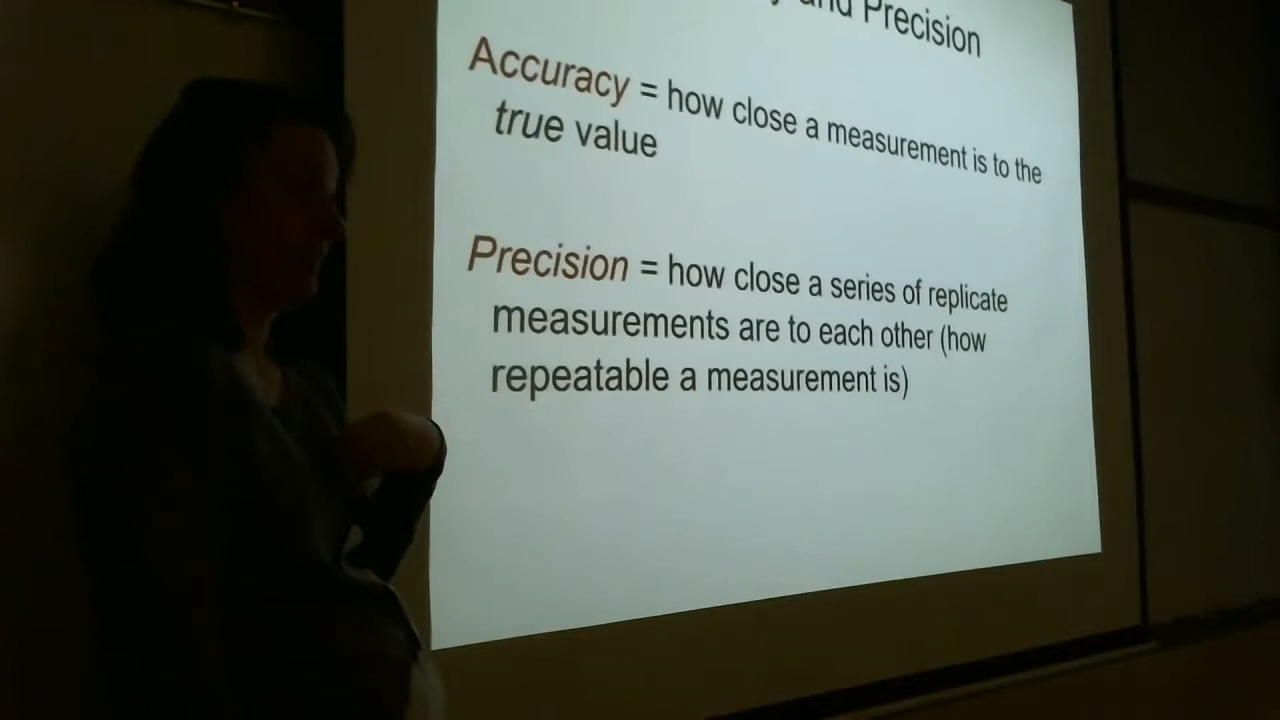 and Precision
Accuracy = how close a measurement is to the
true value
Precision = how close a series of replicate
measurements are to each other (how
repeatable a measurement is)